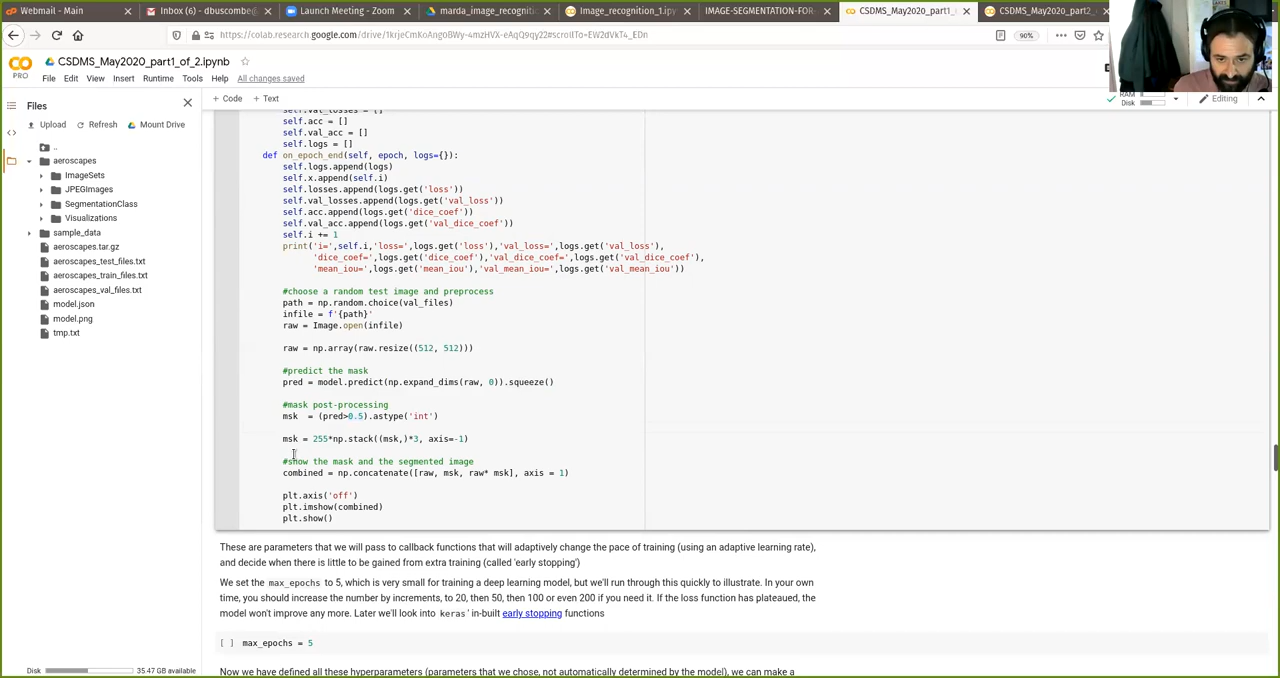 Webmail - Main
Inbox (5) - dbuscombe@
Launch Meeting - Zoom
marda_image_recogniti
Image_recognition_1.ipy
IMAGE-SEGMENTATION-FOR-
CSDMS_May2020_part1_
CSDMS_May2020_part2_
90%
CSDMS_May2020_part1_of_2.ipynb
PRO
File Edit View Insert Runtime Tools Help All changes saved
Files
+ Code + Text
RAM
Disk
Editing
Upload Refresh Mount Drive
..
aeroscapes
ImageSets
JPEGImages
SegmentationClass
Visualizations
sample_data
aeroscapes.tar.gz
aeroscapes_test_files.txt
aeroscapes_train_files.txt
aeroscapes_val_files.txt
model.json
model.png
tmp.txt
Disk 35.47 GB available
self.val_losses = []
self.acc = []
self.val_acc = []
self.logs = []
def on_epoch_end(self, epoch, logs={}):
self.logs.append(logs)
self.x.append(self.i)
self.losses.append(logs.get('loss'))
self.val_losses.append(logs.get('val_loss'))
self.acc.append(logs.get('dice_coef'))
self.val_acc.append(logs.get('val_dice_coef'))
self.i += 1
print('i=',self.i,'loss=',logs.get('loss'),'val_loss=',logs.get('val_loss'),
'dice_coef=',logs.get('dice_coef'),'val_dice_coef=',logs.get('val_dice_coef'),
'mean_iou=',logs.get('mean_iou'),'val_mean_iou=',logs.get('val_mean_iou'))
#choose a random test image and preprocess
path = np.random.choice(val_files)
infile = f'{path}'
raw = Image.open(infile)
raw = np.array(raw.resize((512, 512)))
#predict the mask
pred = model.predict(np.expand_dims(raw, 0)).squeeze()
#mask post-processing
msk  = (pred>0.5).astype('int')
msk = 255*np.stack((msk,)*3, axis=-1)
#show the mask and the segmented image
combined = np.concatenate([raw, msk, raw* msk], axis = 1)
plt.axis('off')
plt.imshow(combined)
plt.show()
These are parameters that we will pass to callback functions that will adaptively change the pace of training (using an adaptive learning rate),
and decide when there is little to be gained from extra training (called 'early stopping')
We set the max_epochs to 5, which is very small for training a deep learning model, but we'll run through this quickly to illustrate. In your own
time, you should increase the number by increments, to 20, then 50, then 100 or even 200 if you need it. If the loss function has plateaued, the
model won't improve any more. Later we'll look into keras' in-built early stopping functions
[ ] max_epochs = 5
Now we have defined all these hyperparameters (parameters that we chose, not automatically determined by the model), we can make a